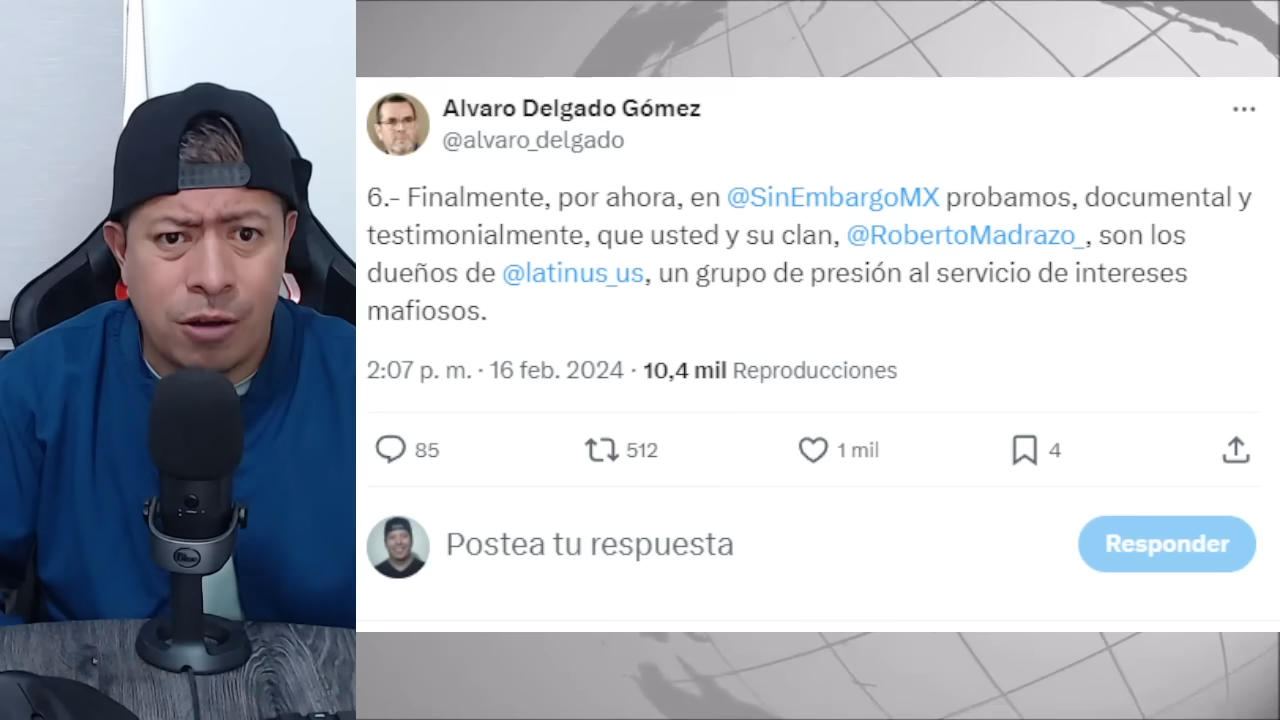 Alvaro Delgado Gómez
@alvaro_delgado
6.- Finalmente, por ahora, en @SinEmbargoMX probamos, documental y
testimonialmente, que usted y su clan, @RobertoMadrazo_, son los
dueños de @latinus_us, un grupo de presión al servicio de intereses
mafiosos.
2:07 p. m. · 16 feb. 2024 · 10,4 mil Reproducciones
85 512 1 mil 4
Postea tu respuesta Responder
Blue